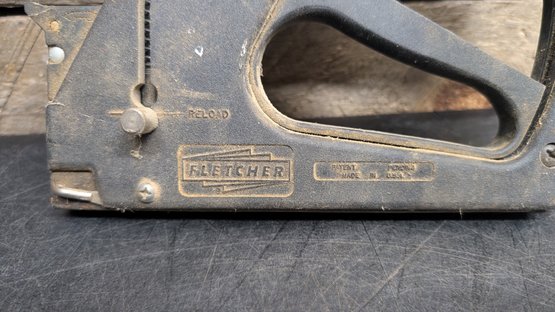 RELOAD
FLETCHER
PATENT
MADE IN U.S.A.